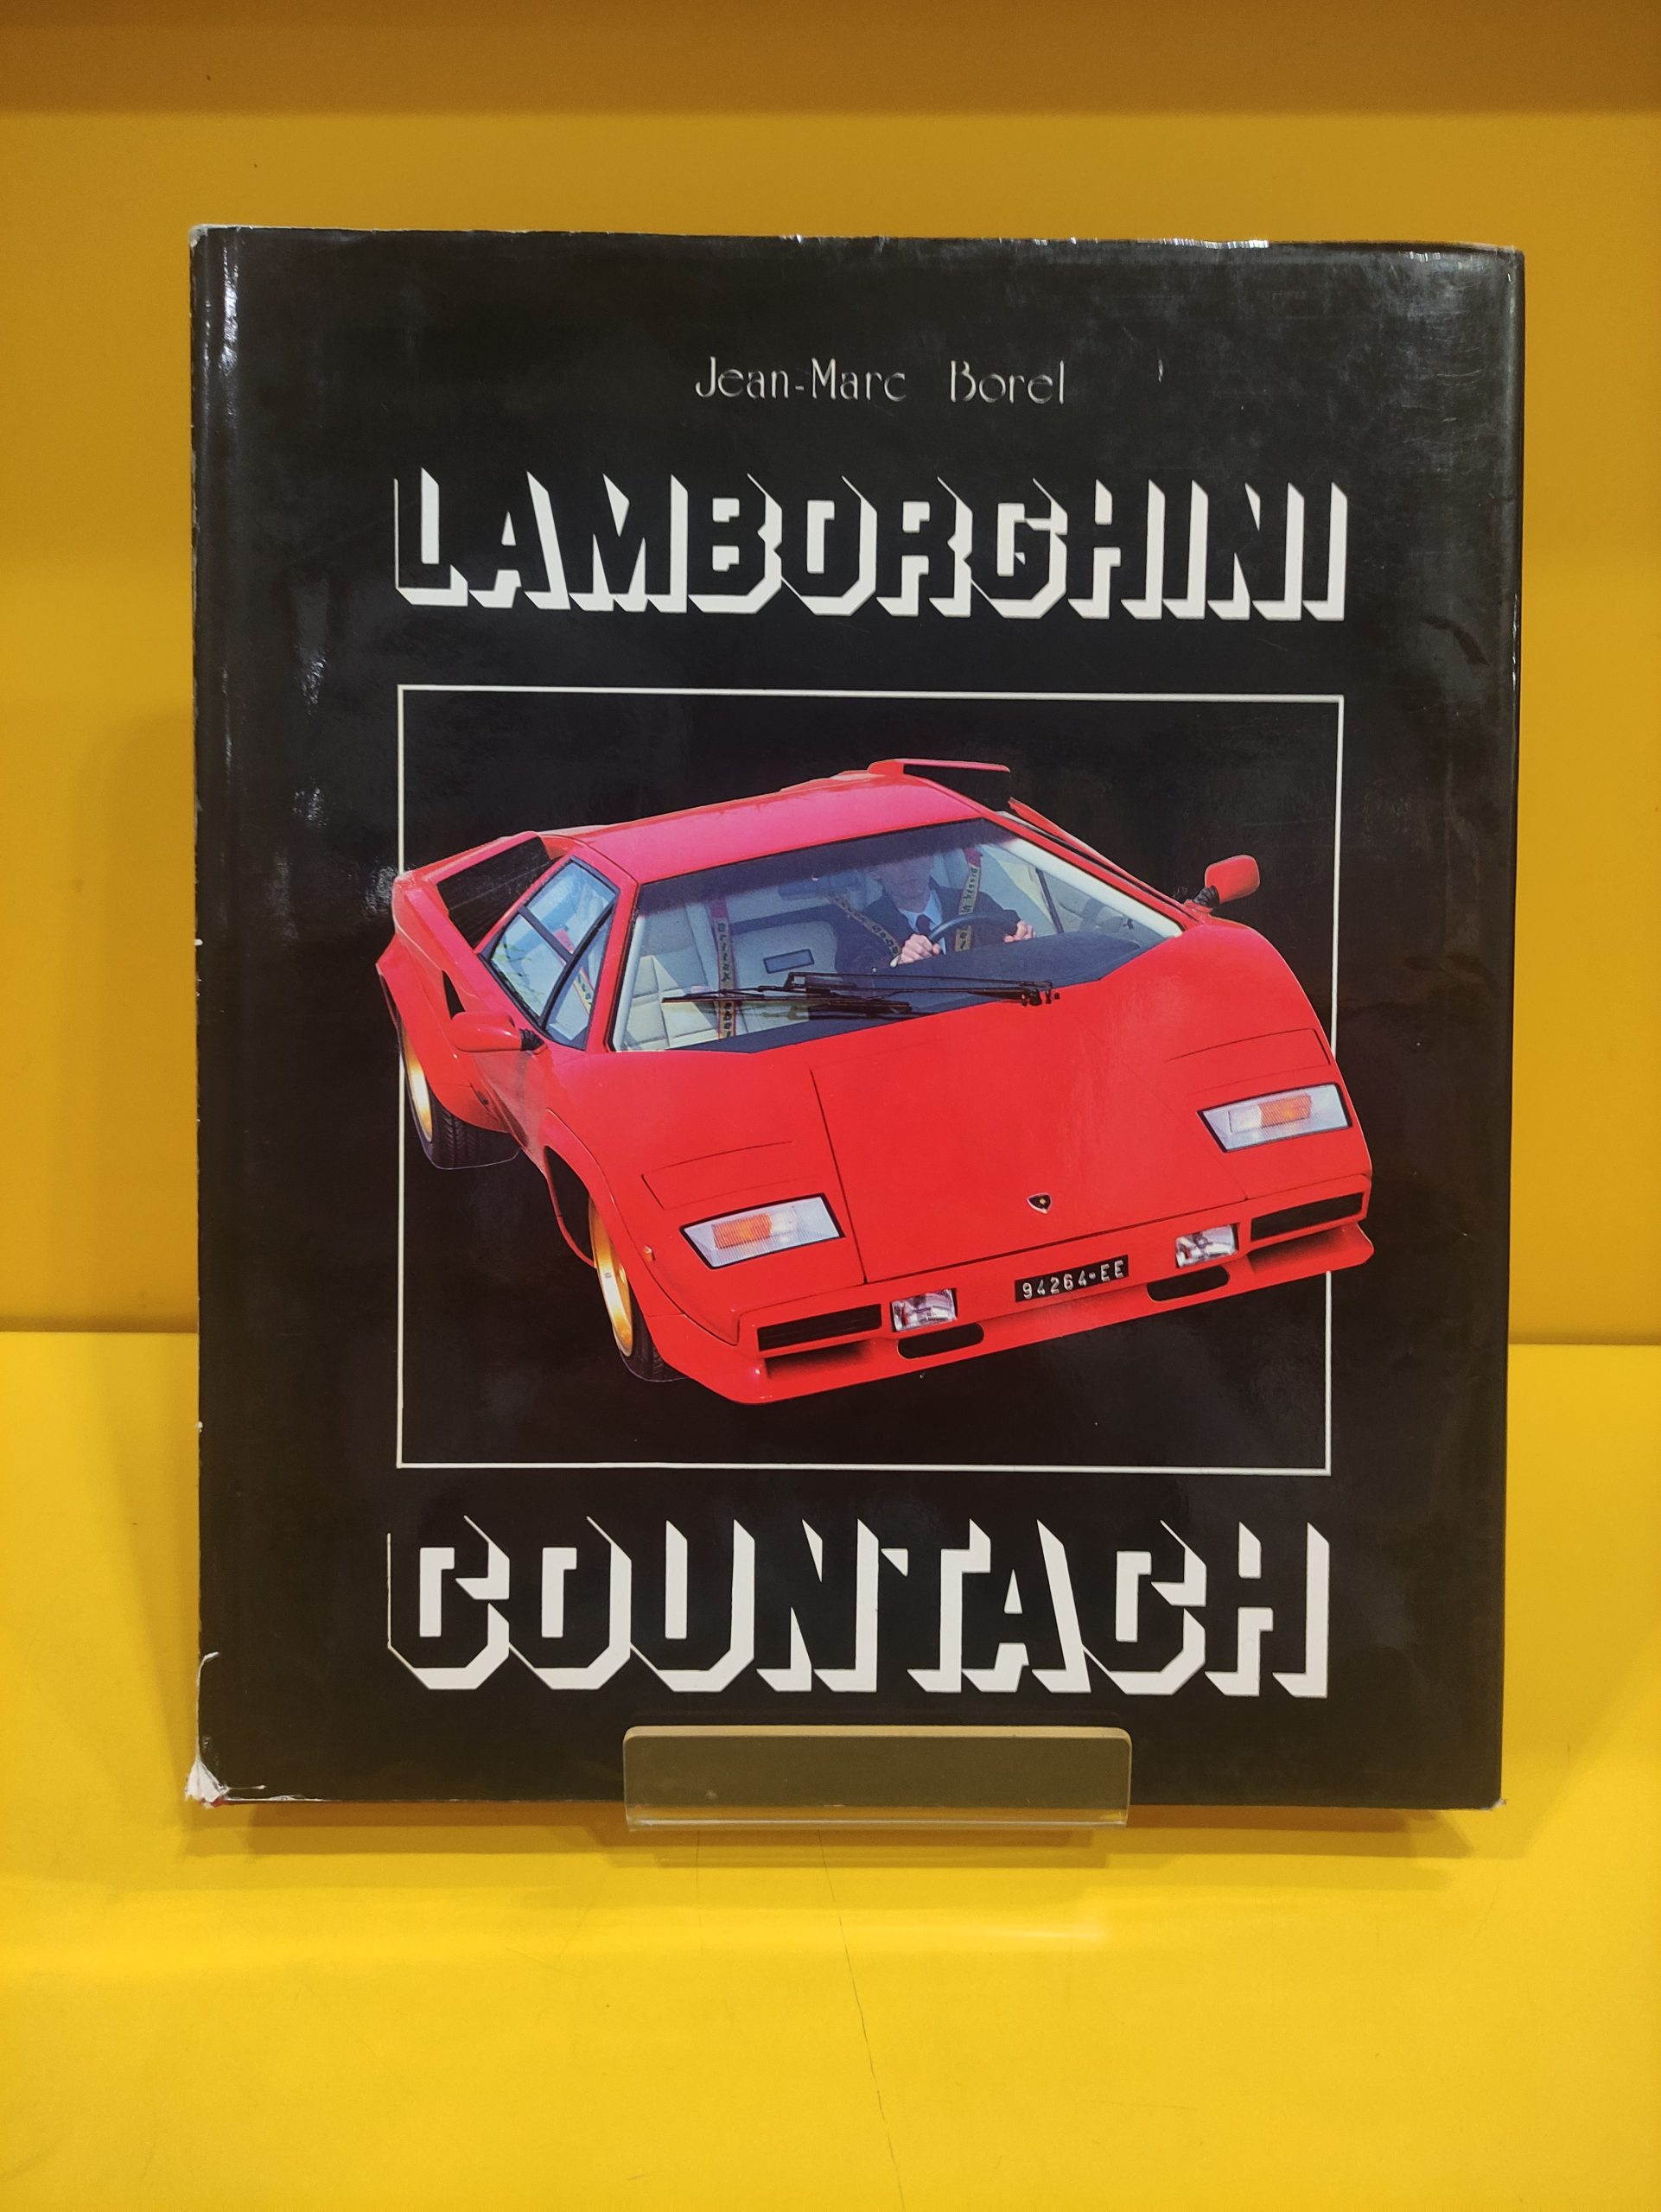 Jean-Marc Borel
LAMBORGHINI
94264-EE
COUNTACH